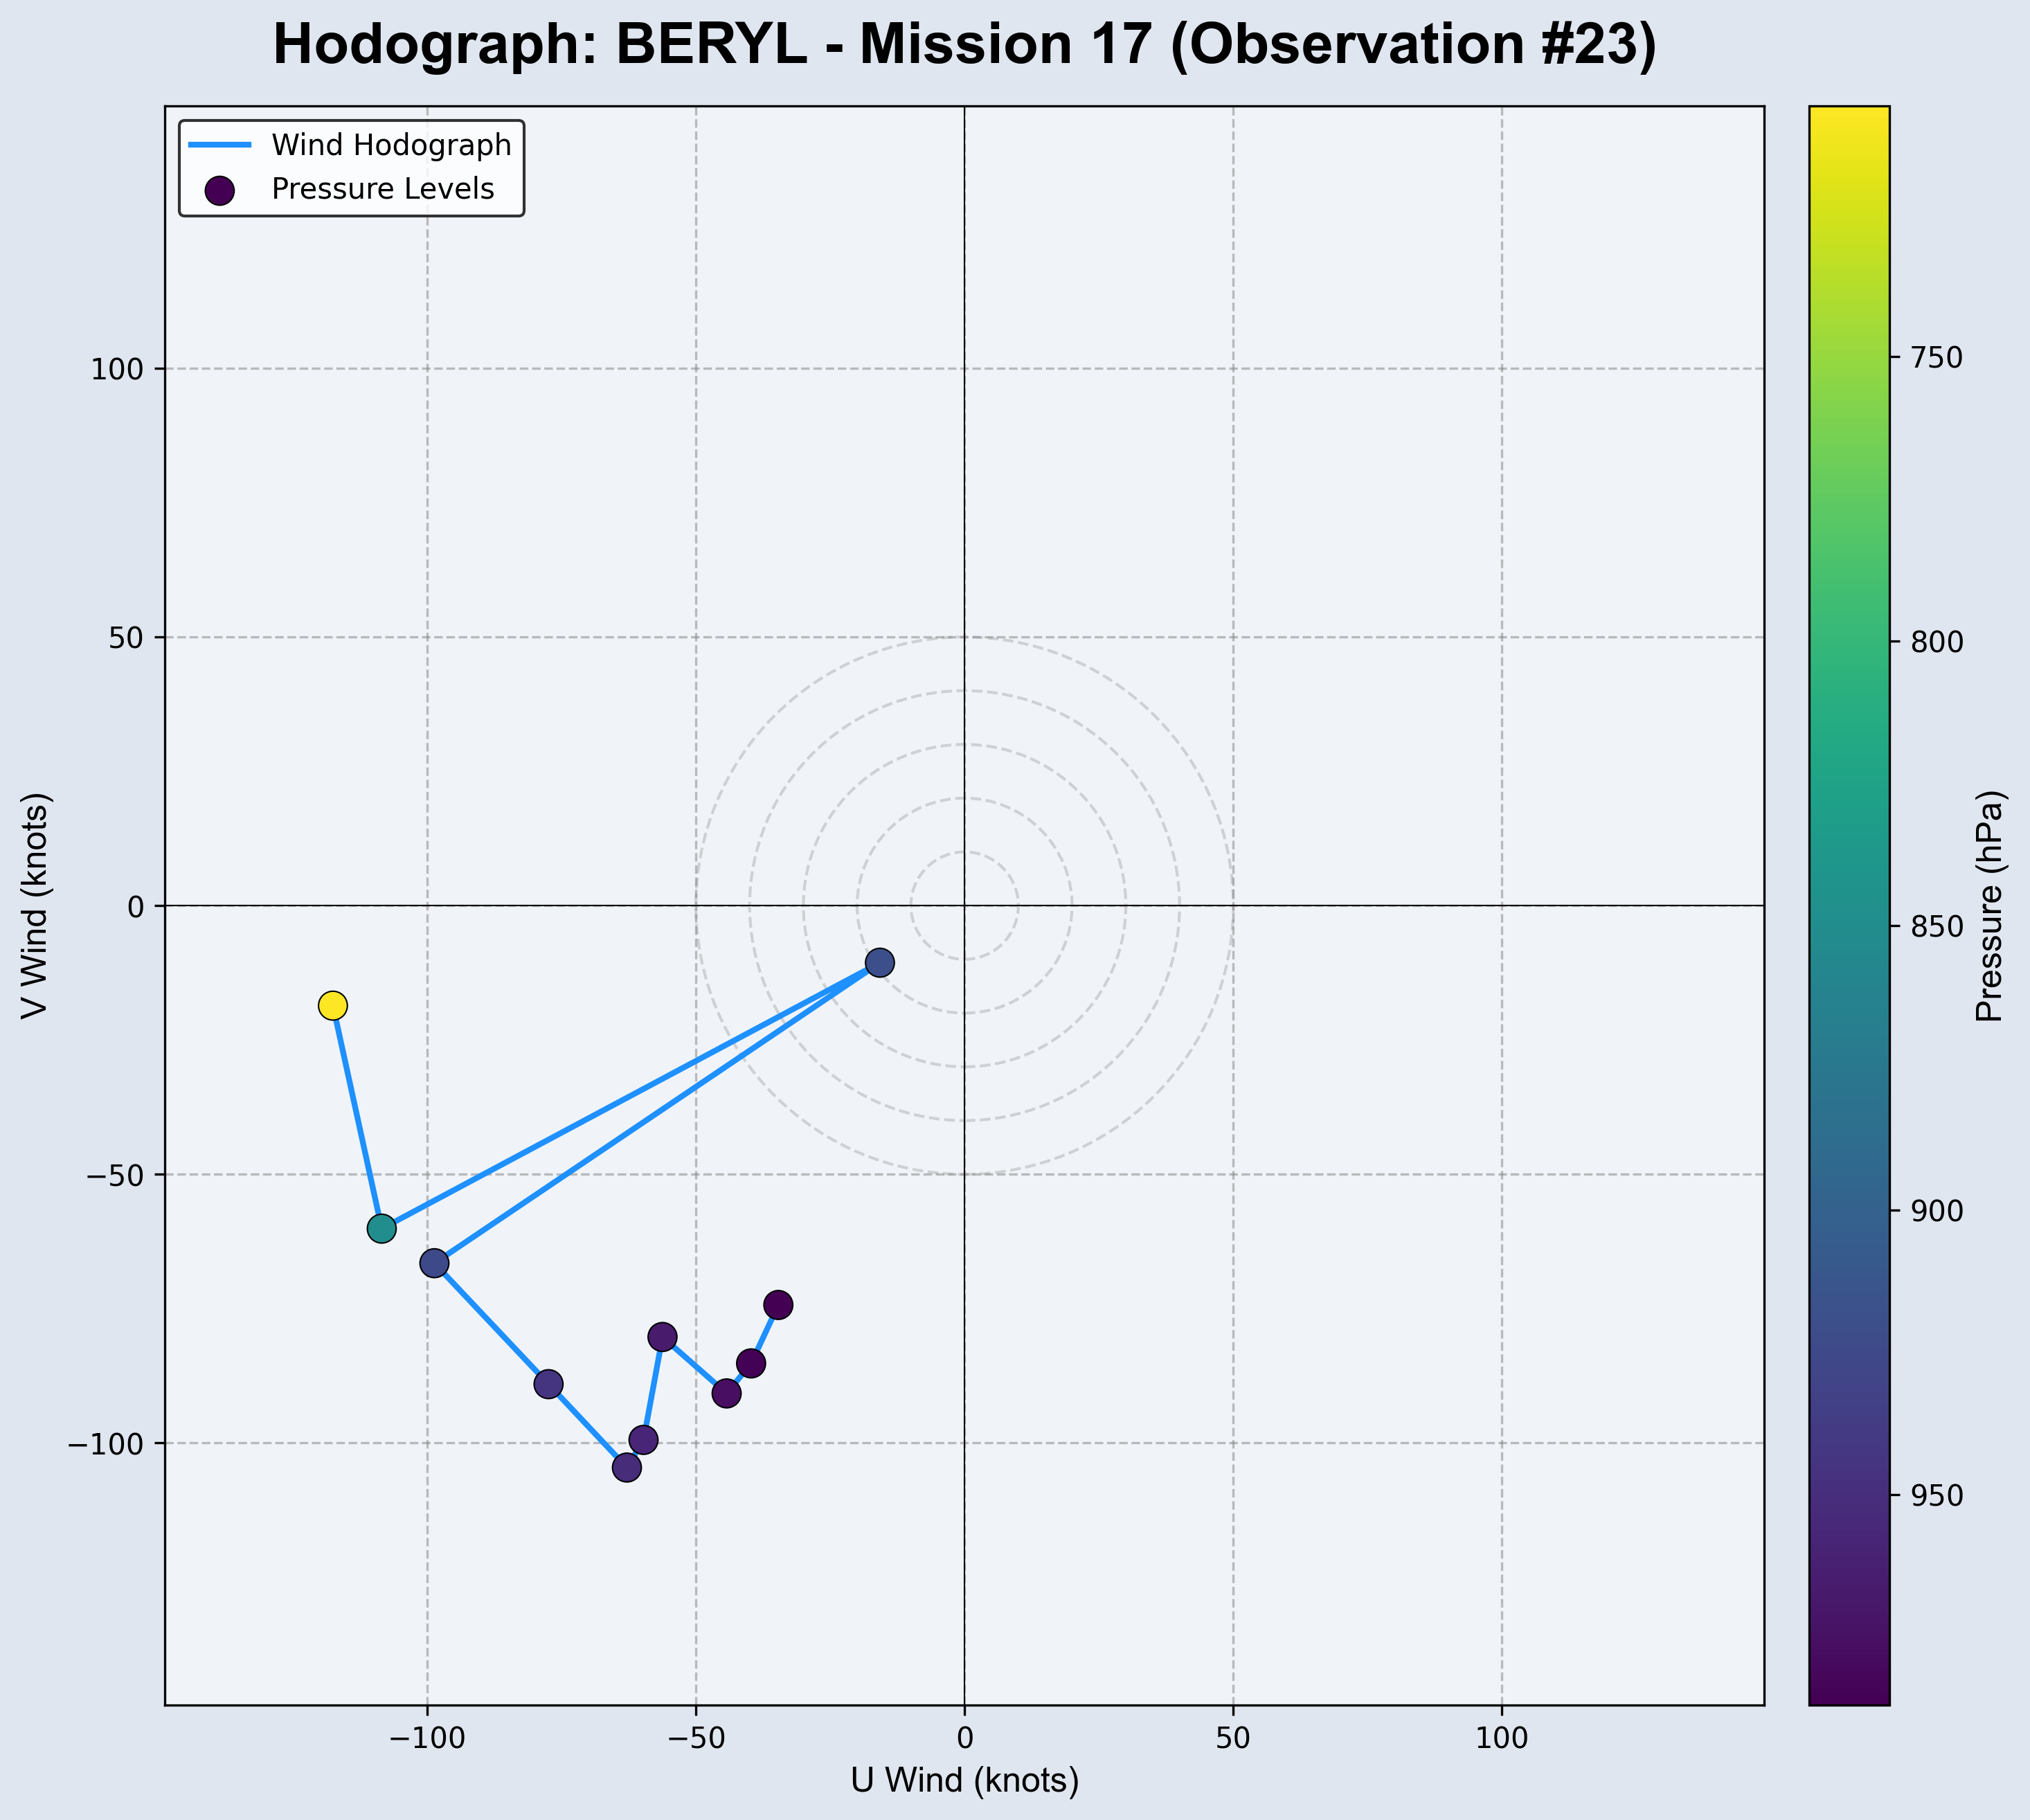 Hodograph: BERYL - Mission 17 (Observation #23)
Wind Hodograph
Pressure Levels
100
50
0
−50
−100
V Wind (knots)
−100
−50
0
50
100
U Wind (knots)
750
800
850
900
950
Pressure (hPa)